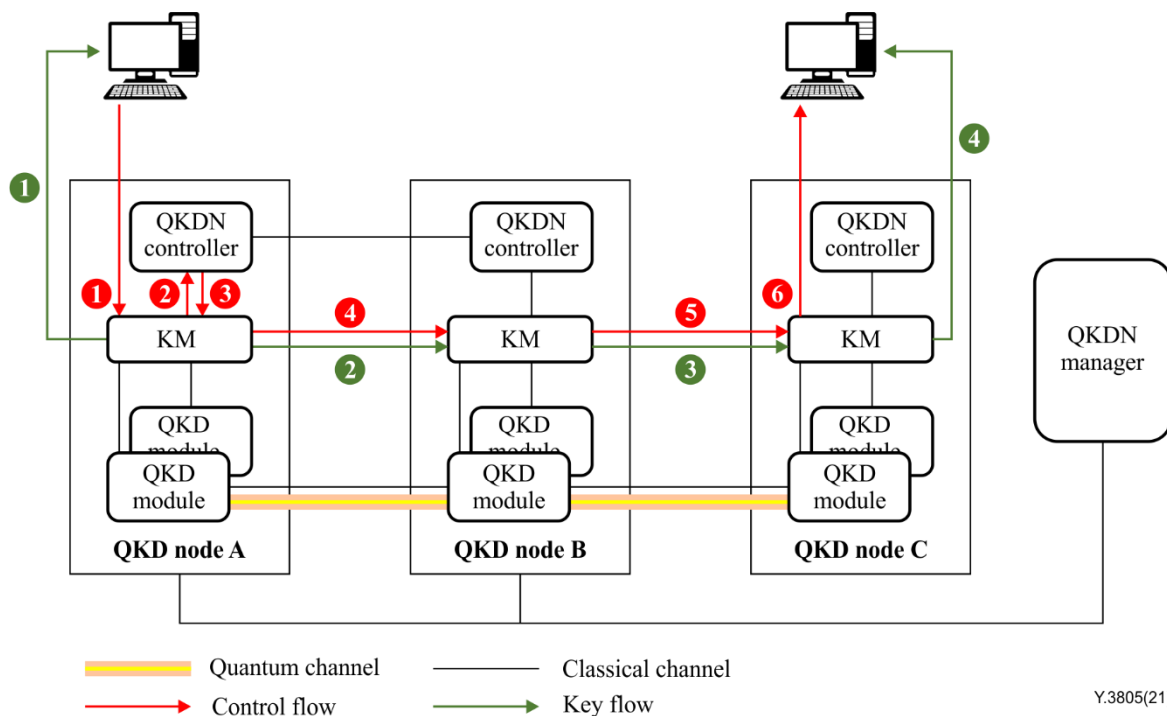 4
1
QKDN
controller
QKDN
controller
QKDN
controller
1
2
3
4
5
6
KM
KM
KM
2
3
QKDN
manager
QKD
module
QKD
module
QKD
module
QKD
module
QKD
module
QKD
module
QKD node A
QKD node B
QKD node C
Quantum channel
Classical channel
Control flow
Key flow
Y.3805(21